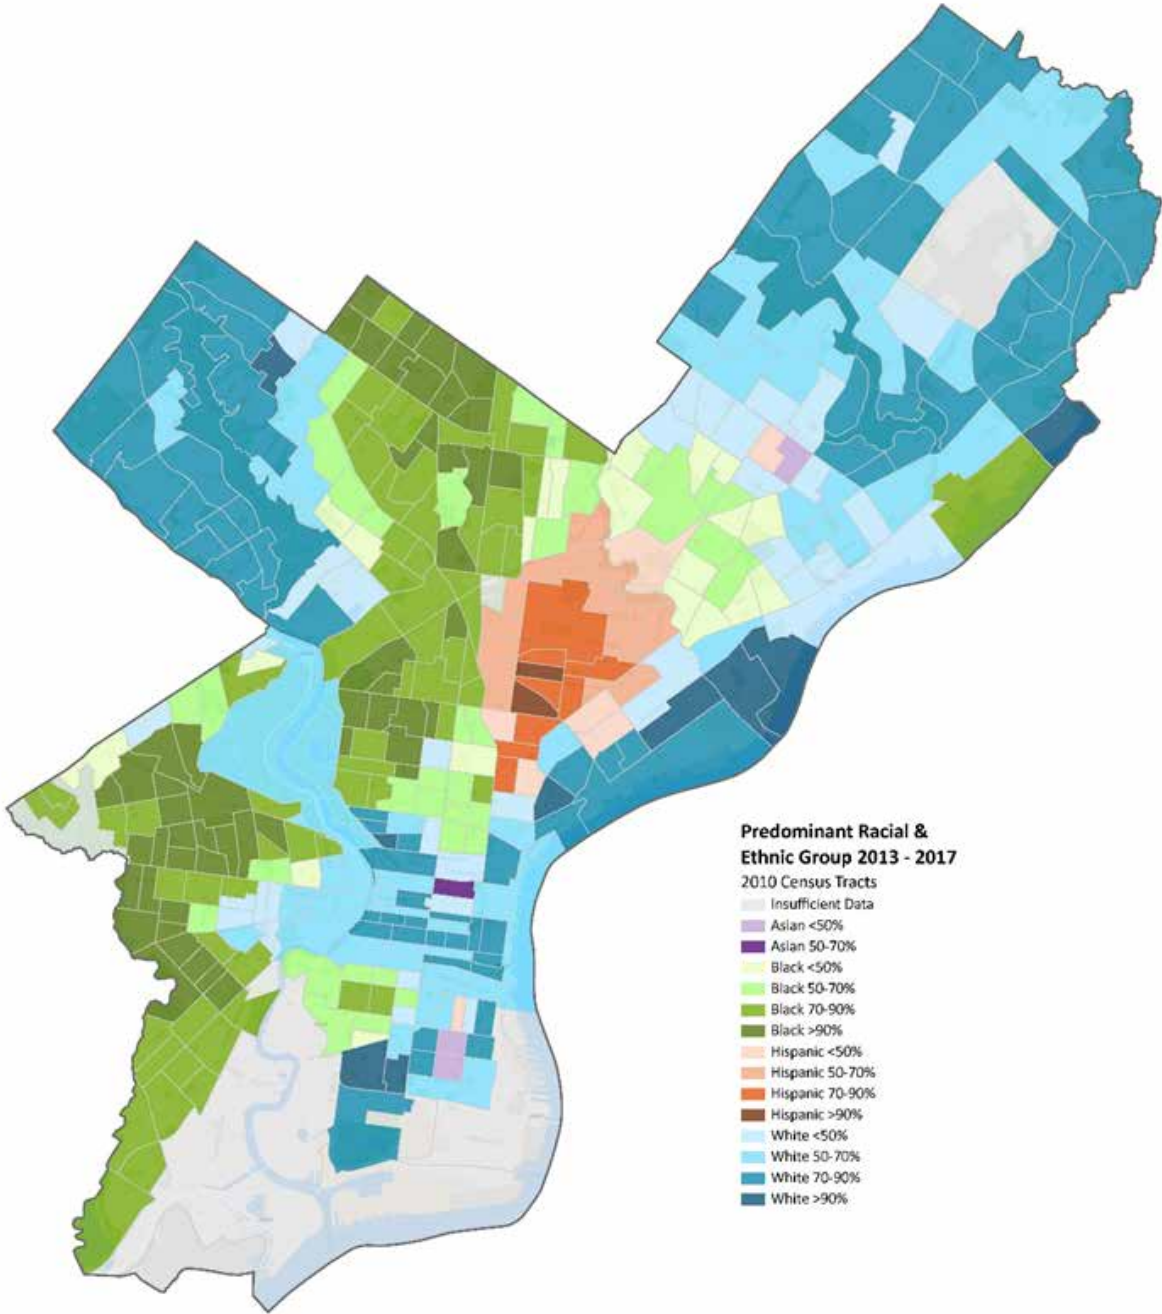 Predominant Racial &
Ethnic Group 2013 - 2017
2010 Census Tracts
Insufficient Data
Asian <50%
Asian 50-70%
Black <50%
Black 50-70%
Black 70-90%
Black >90%
Hispanic <50%
Hispanic 50-70%
Hispanic 70-90%
Hispanic >90%
White <50%
White 50-70%
White 70-90%
White >90%